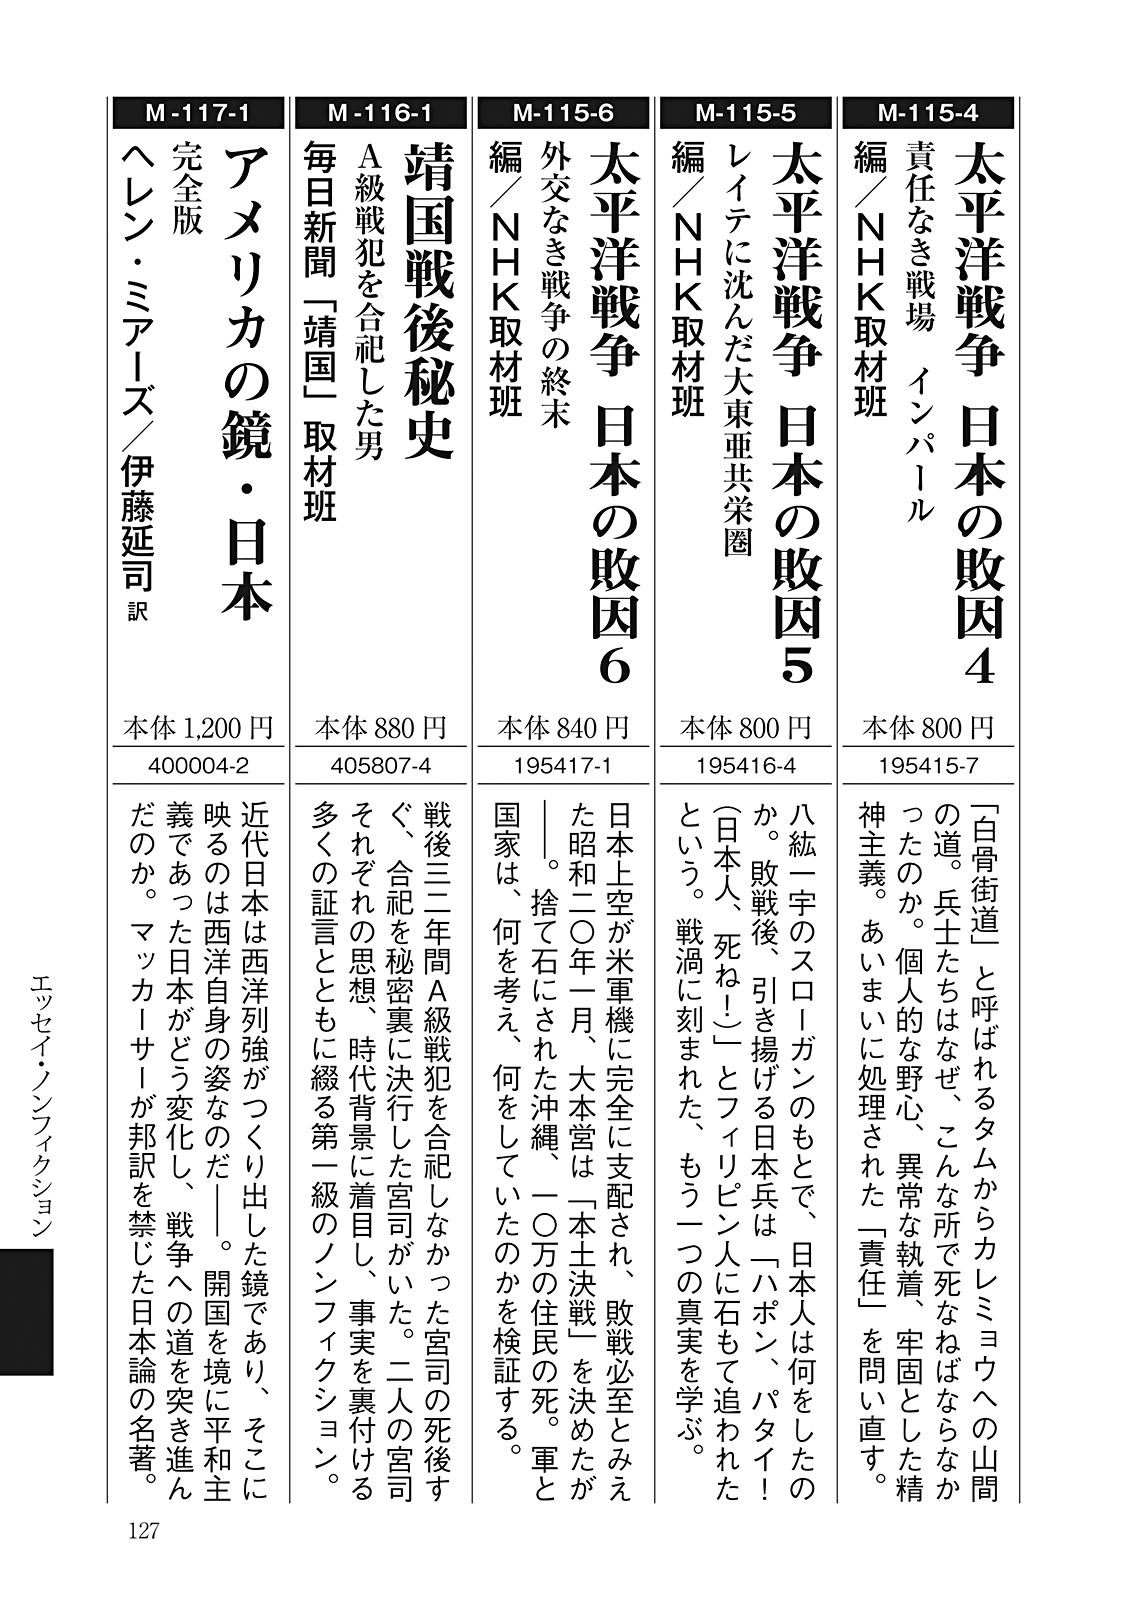 M-115-4
太平洋戦争 日本の敗因4
責任なき戦場 インパール
編／NHK取材班
本体800円
195415-7
「白骨街道」と呼ばれるタムからカレミョウへの山間
の道。兵士たちはなぜ、こんな所で死なねばならなか
ったのか。個人的な野心、異常な執着、牢固とした精
神主義。あいまいに処理された「責任」を問い直す。
M-115-5
太平洋戦争 日本の敗因5
レイテに沈んだ大東亜共栄圏
編／NHK取材班
本体800円
195416-4
八紘一宇のスローガンのもとで、日本人は何をしたの
か。敗戦後、引き揚げる日本兵は「ハポン、パタイ！
（日本人、死ね！）」とフィリピン人に石もて追われた
という。戦渦に刻まれた、もう一つの真実を学ぶ。
M-115-6
太平洋戦争 日本の敗因6
外交なき戦争の終末
編／NHK取材班
本体840円
195417-1
日本上空が米軍機に完全に支配され、敗戦必至とみえ
た昭和二〇年一月、大本営は「本土決戦」を決めたが
――。捨て石にされた沖縄、一〇万の住民の死。軍と
国家は、何を考え、何をしていたのかを検証する。
M-116-1
靖国戦後秘史
A級戦犯を合祀した男
毎日新聞「靖国」取材班
本体880円
405807-4
戦後三二年間A級戦犯を合祀しなかった宮司の死後す
ぐ、合祀を秘密裏に決行した宮司がいた。二人の宮司
それぞれの思想、時代背景に着目し、事実を裏付ける
多くの証言とともに綴る第一級のノンフィクション。
M-117-1
アメリカの鏡・日本
完全版
ヘレン・ミアーズ／伊藤延司 訳
本体1,200円
400004-2
近代日本は西洋列強がつくり出した鏡であり、そこに
映るのは西洋自身の姿なのだ――。開国を境に平和主
義であった日本がどう変化し、戦争への道を突き進ん
だのか。マッカーサーが邦訳を禁じた日本論の名著。
エッセイ・ノンフィクション
127